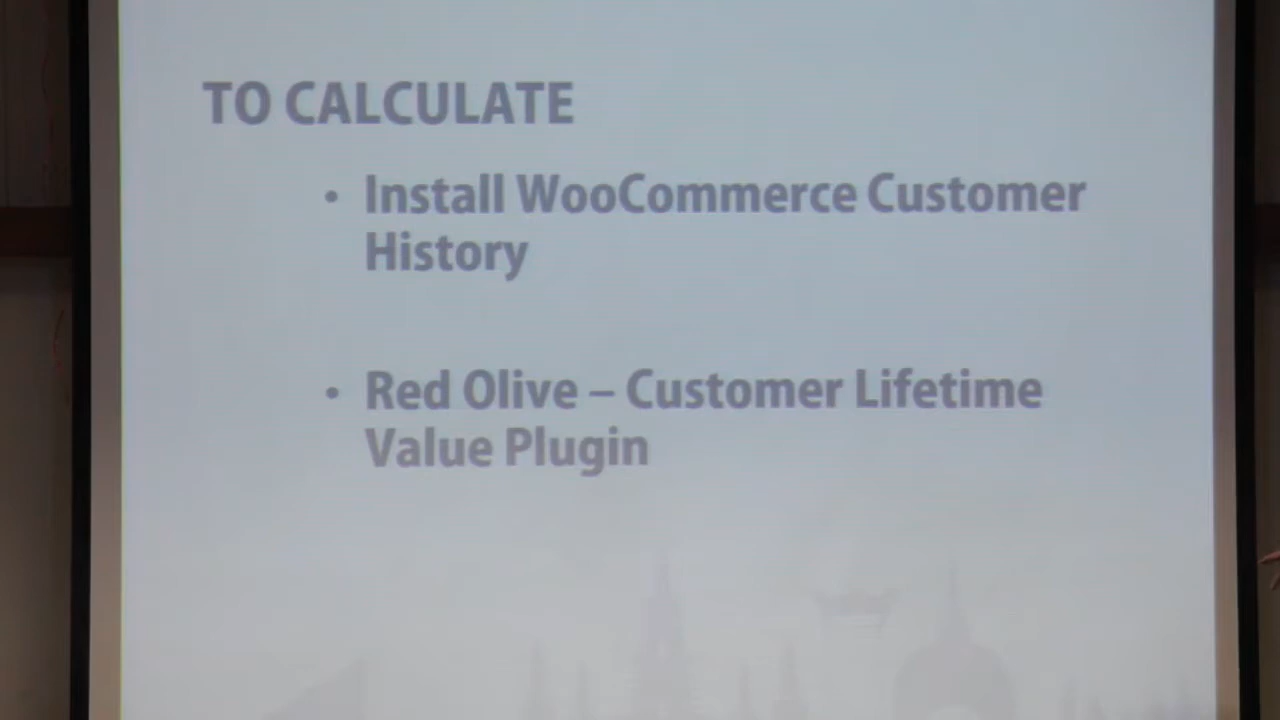 TO CALCULATE
• Install WooCommerce Customer
History
• Red Olive – Customer Lifetime
Value Plugin